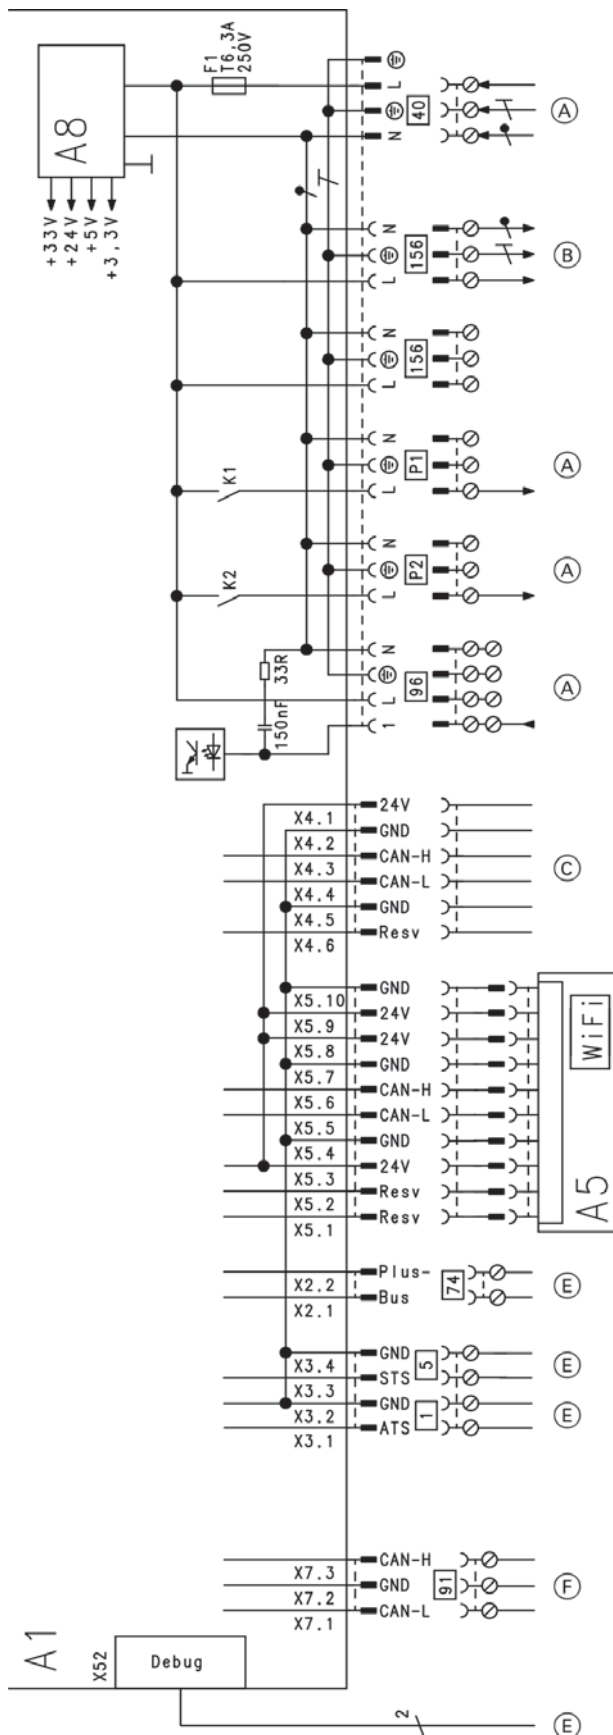 F1
T6,3A
250V
A8
+33V
+24V
+5V
+3,3V
L
N
40
A
N
L
156
B
N
L
156
K1
N
L
P1
A
K2
N
L
P2
A
33R
150nF
N
L
1
96
A
24V
X4.1
GND
X4.2
CAN-H
X4.3
CAN-L
X4.4
GND
X4.5
Resv
X4.6
C
GND
X5.10
24V
X5.9
24V
X5.8
GND
X5.7
CAN-H
X5.6
CAN-L
X5.5
GND
X5.4
24V
X5.3
Resv
X5.2
Resv
X5.1
WiFi
A5
Plus-
X2.2
Bus
X2.1
74
E
GND
X3.4
STS
X3.3
5
E
GND
X3.2
ATS
X3.1
1
E
CAN-H
X7.3
GND
X7.2
CAN-L
X7.1
91
F
A1
X52
Debug
2
E